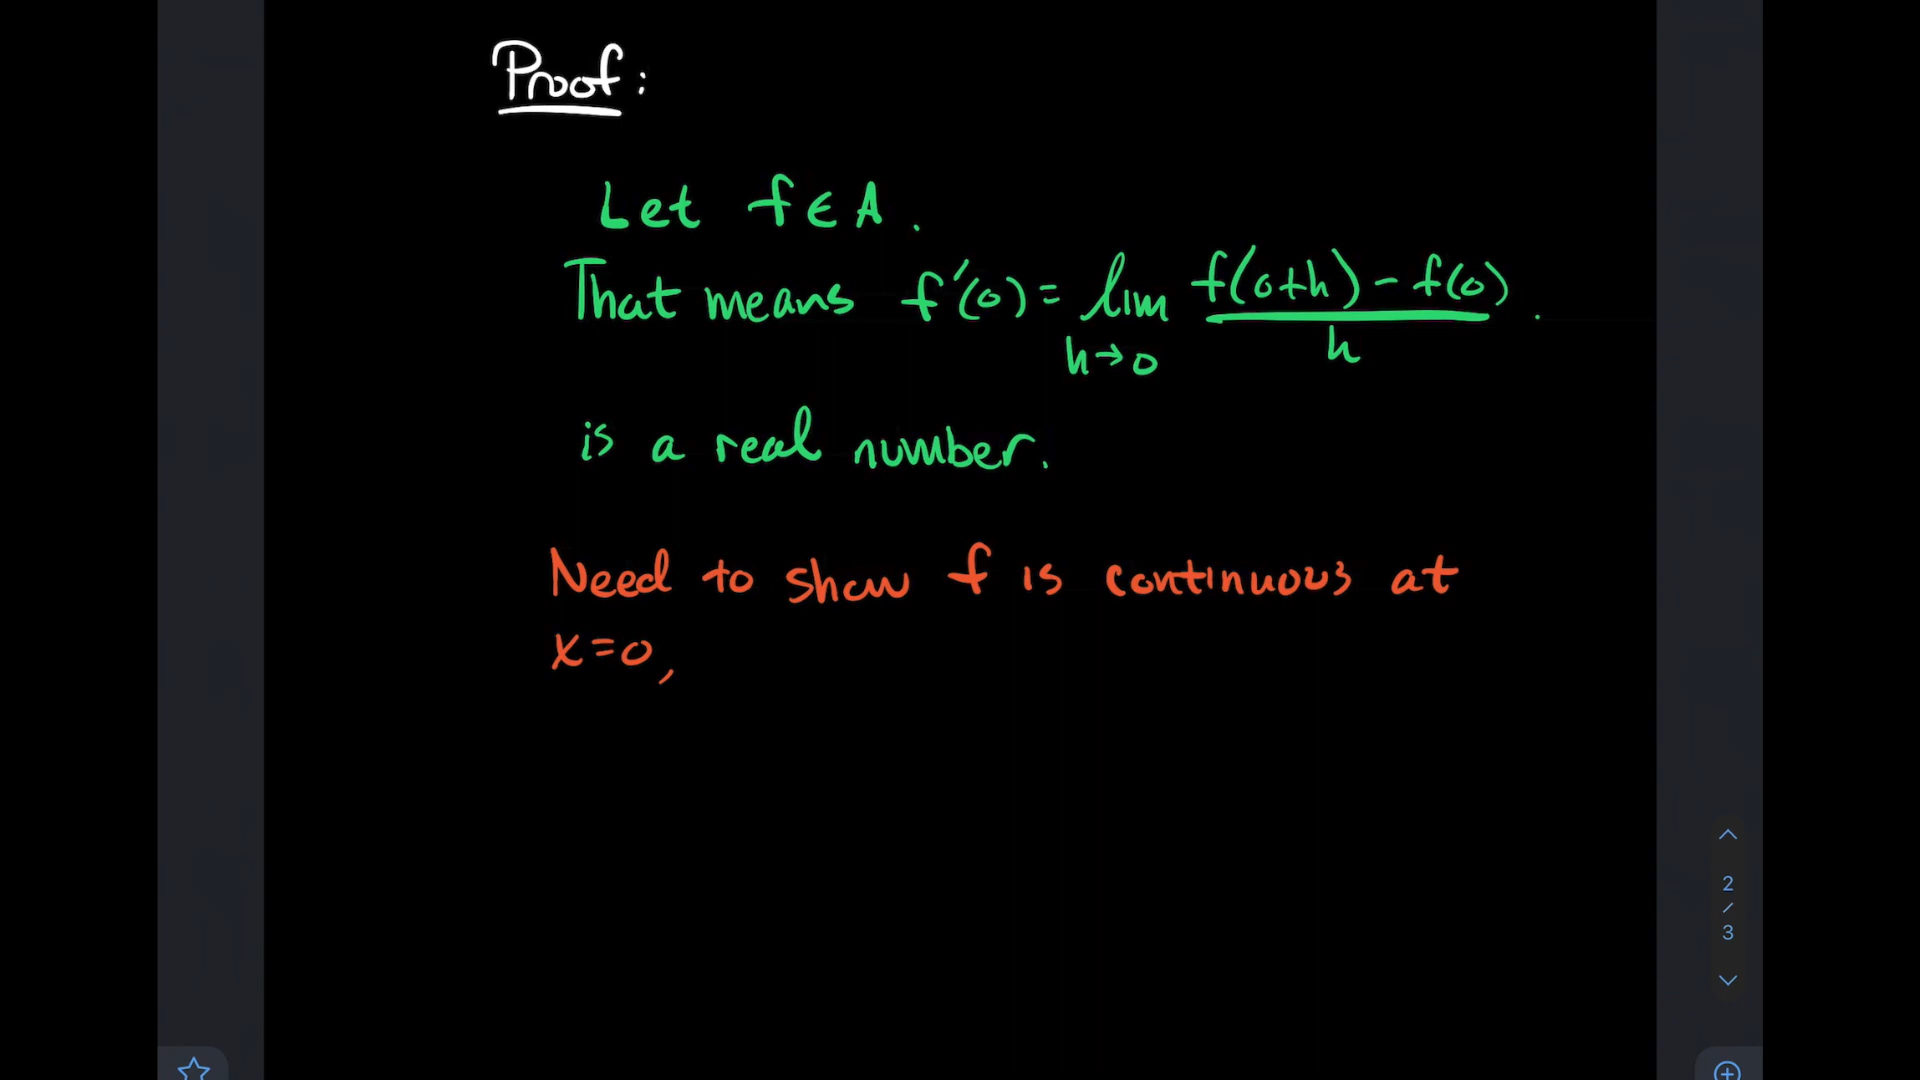 Proof:
Let f ∈ A.
That means f'(0) = lim h→0 f(0+h) - f(0) / h.
is a real number.
Need to show f is continuous at
x=0,
2
/
3